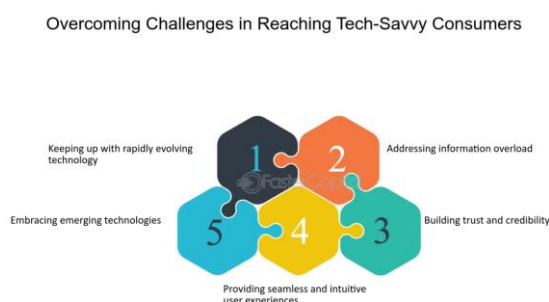 Overcoming Challenges in Reaching Tech-Savvy Consumers
Keeping up with rapidly evolving
technology
1
2
Addressing information overload
FasterCapital
Embracing emerging technologies
5
4
3
Building trust and credibility
Providing seamless and intuitive
user experiences